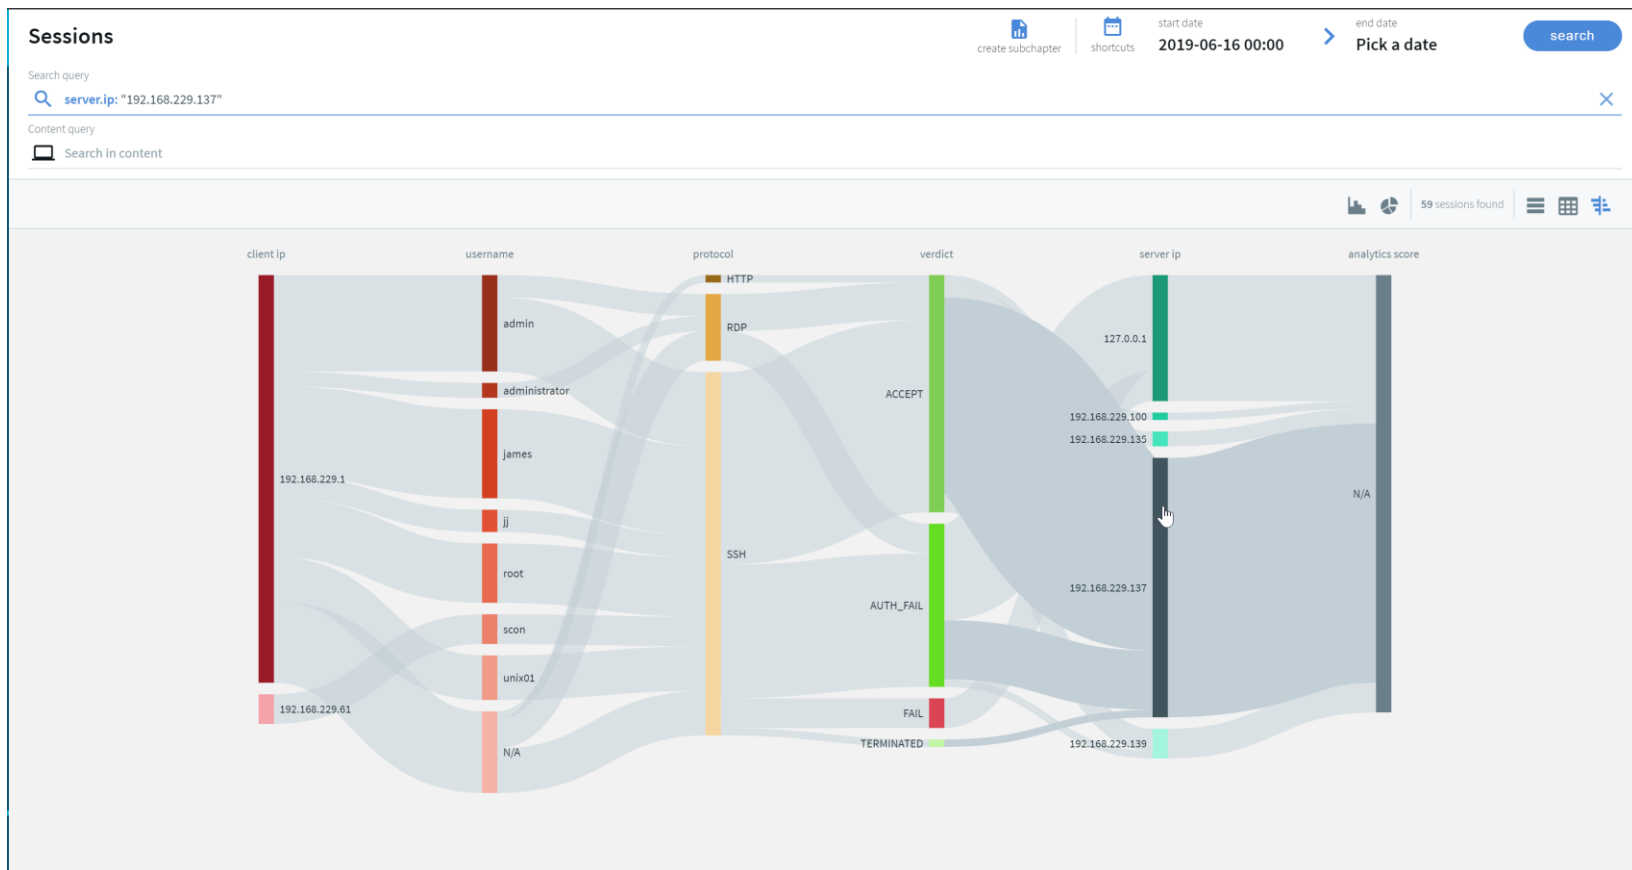 Sessions
create subchapter
shortcuts
start date
2019-06-16 00:00
end date
Pick a date
search
Search query
server.ip: "192.168.229.137"
Content query
Search in content
59 sessions found
client ip
username
protocol
verdict
server ip
analytics score
192.168.229.1
192.168.229.61
admin
administrator
james
jj
root
scon
unix01
N/A
HTTP
RDP
SSH
ACCEPT
AUTH_FAIL
FAIL
TERMINATED
127.0.0.1
192.168.229.100
192.168.229.135
192.168.229.137
192.168.229.139
N/A